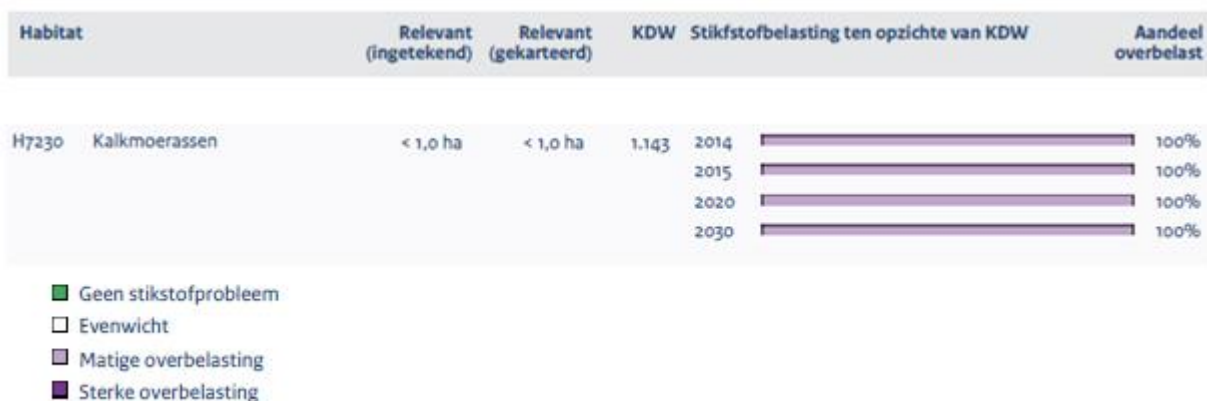 Habitat Relevant Relevant KDW Stikfstofbelasting ten opzichte van KDW Aandeel
(ingetekend) (gekarteerd) overbelast
H7230 Kalkmoerassen < 1,0 ha < 1,0 ha 1.143 2014 100%
2015 100%
2020 100%
2030 100%
Geen stikstofprobleem
Evenwicht
Matige overbelasting
Sterke overbelasting